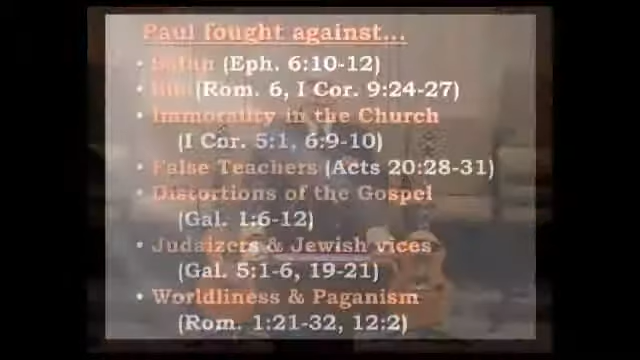 Paul fought against...
• Satan (Eph. 6:10-12)
• (Rom. 6, I Cor. 9:24-27)
• Immorality in the Church
(I Cor. 5:1, 6:9-10)
• False Teachers (Acts 20:28-31)
• Distortions of the Gospel
(Gal. 1:6-12)
• Judaizers & Jewish vices
(Gal. 5:1-6, 19-21)
• Worldliness & Paganism
(Rom. 1:21-32, 12:2)